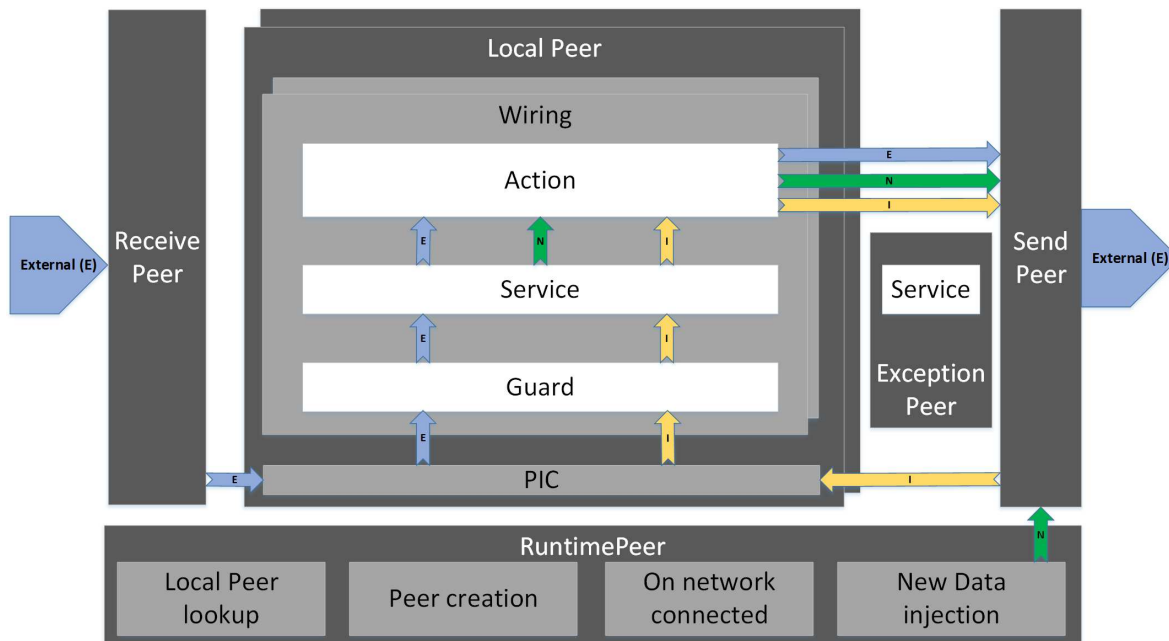 Local Peer
Wiring
Action
E
N
I
E
N
I
Service
E
I
Guard
E
I
PIC
E
I
External (E)
Receive
Peer
Send
Peer
External (E)
Service
Exception
Peer
N
RuntimePeer
Local Peer
lookup
Peer creation
On network
connected
New Data
injection